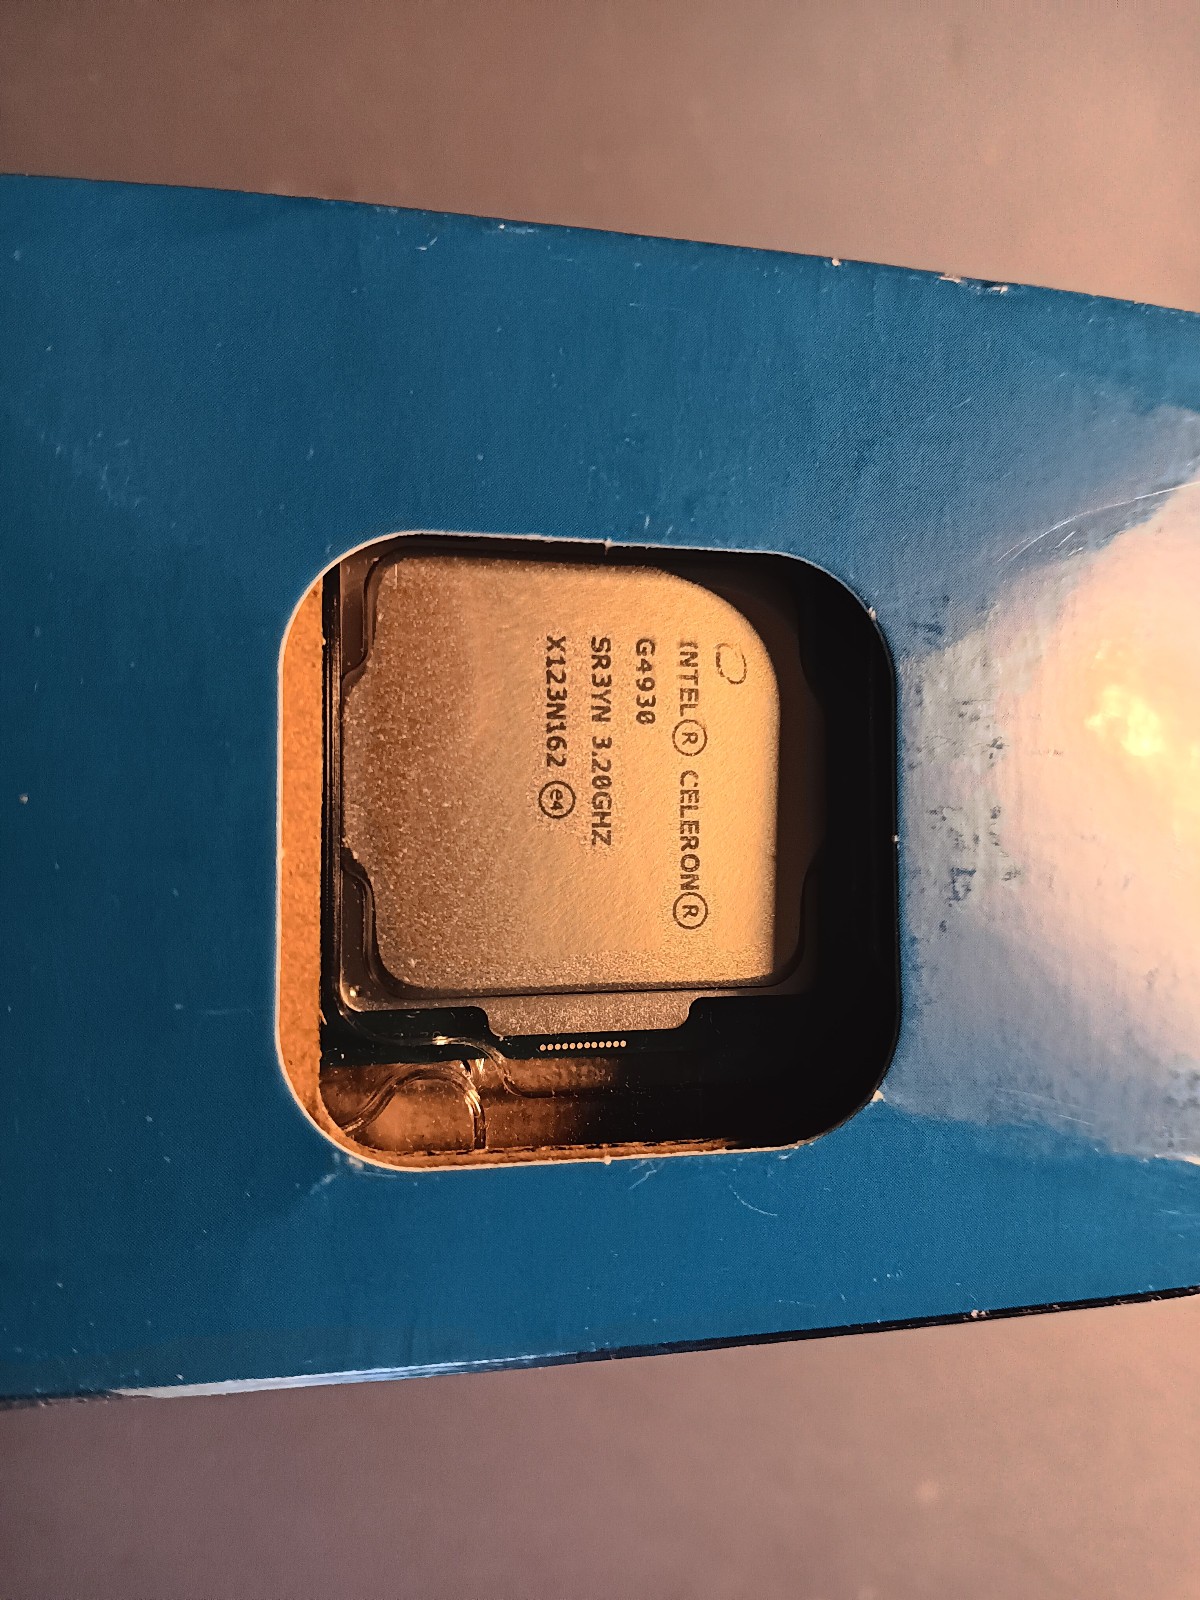 INTEL® CELERON®
G4930
SR3YN 3.20GHZ
X123N162 e4